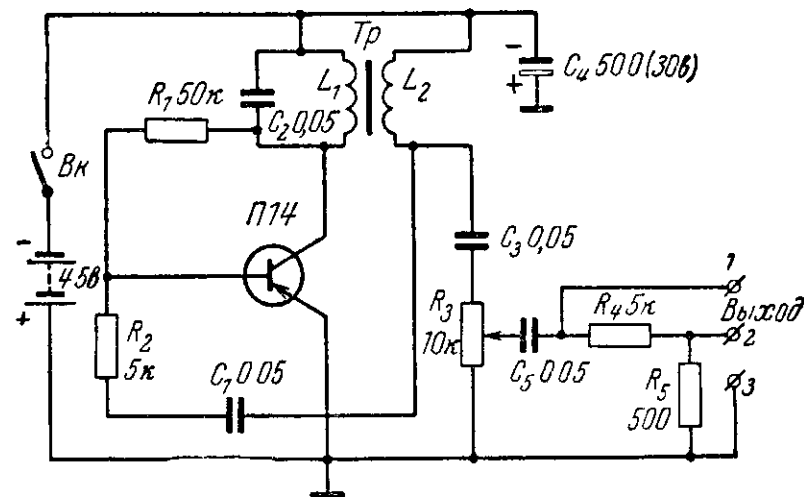 Тр
-
+
C4 500(30в)
L1
L2
R1 50к
C2 0,05
Вк
П14
C3 0,05
-
4,5в
+
R2
5к
R3
10к
C1 0,05
C5 0,05
R4 5к
R5
500
1
Выход
2
3